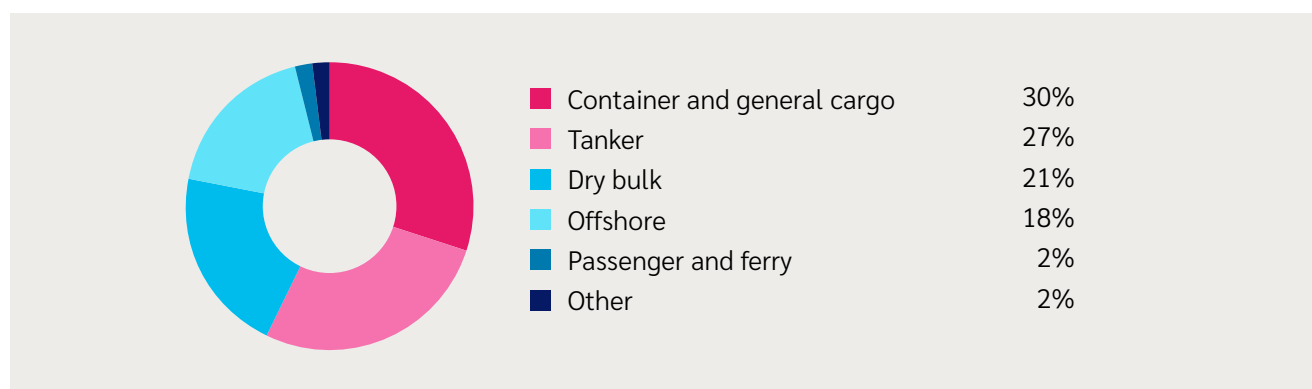 Container and general cargo 30%
Tanker 27%
Dry bulk 21%
Offshore 18%
Passenger and ferry 2%
Other 2%